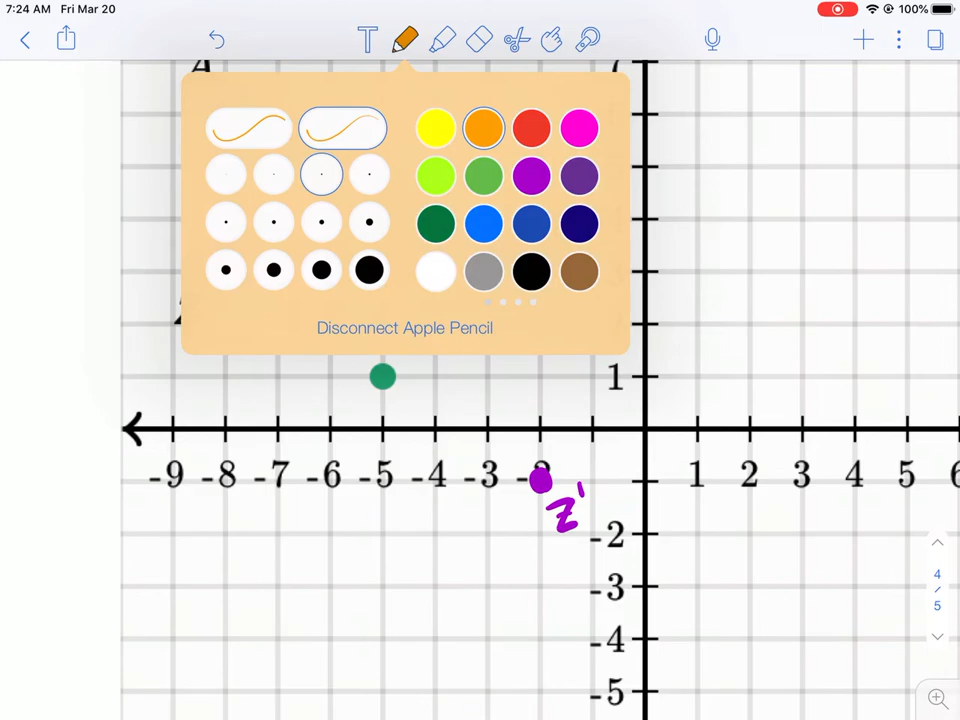 7:24 AM Fri Mar 20
100%
T
Disconnect Apple Pencil
1
-9 -8 -7 -6 -5 -4 -3 -2 1 2 3 4 5 6
z'
-2
-3
-4
-5
4
5